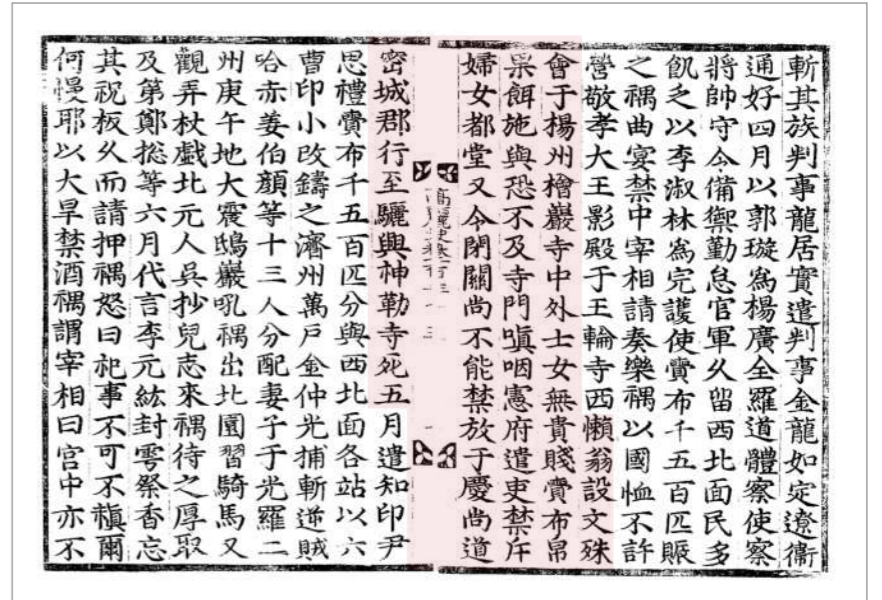 斬其族判事龍居實遣判事金龍如定遼衛
通好四月以郭璇爲楊廣全羅道體察使察
將帥守令備禦勤怠官軍久留西北面民多
飢乏以李淑林爲完護使賫布千五百匹賑
之禑曲宴禁中宰相請奏樂禑以國恤不許
營敬孝大王影殿于王輪寺西懶翁設文殊
會于楊州檜巖寺中外士女無貴賤賫布帛
果餌施與恐不及寺門嗔咽憲府遣吏禁斥
婦女都堂又令閉關尚不能禁放于慶尚道
高麗史卷百三十三
密城郡行至驪興神勒寺死五月遣知印尹
思禮賫布千五百匹分與西北面各站以六
曹印小改鑄之濟州萬戶金仲光捕斬逆賊
哈赤姜伯顔等十三人分配妻子于光羅二
州庚午地大震鴟巖吼禑出北園習騎馬又
觀弄杖戲北元人吳抄兒志來禑待之厚取
及第鄭摠等六月代言李元紘封雩祭香忘
其祝板久而請押禑怒曰祀事不可不愼爾
何慢耶以大旱禁酒禑謂宰相曰宮中亦不